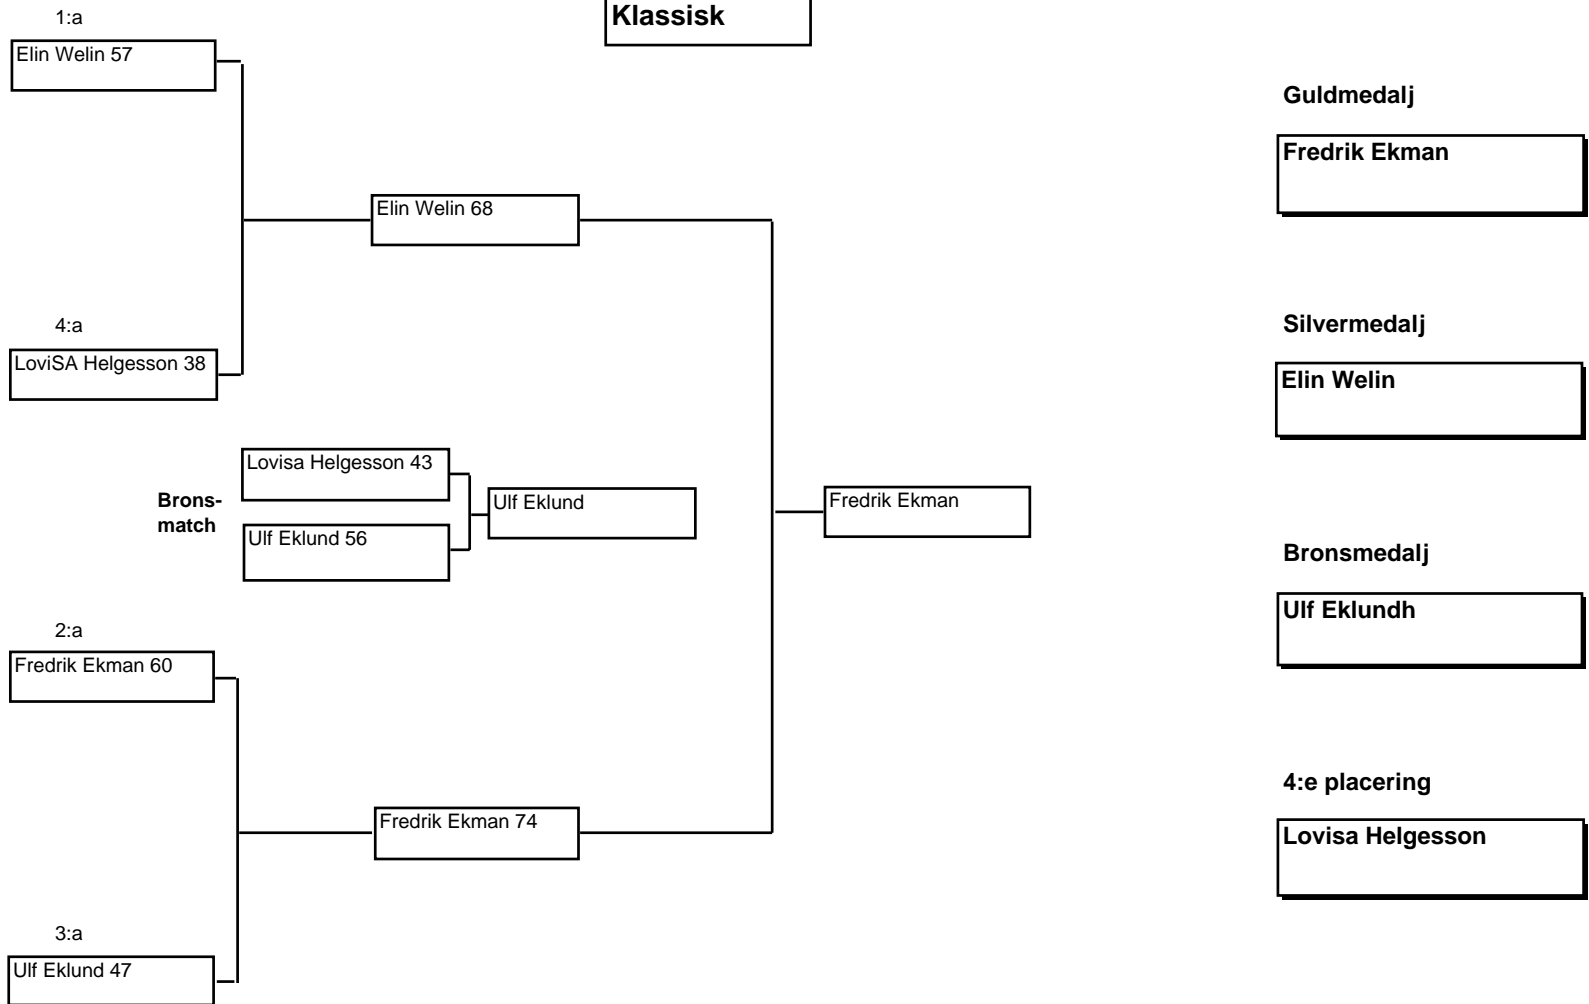 Klassisk
1:a
Elin Welin 57
4:a
LoviSA Helgesson 38
Elin Welin 68
Brons-
match
Lovisa Helgesson 43
Ulf Eklund 56
Ulf Eklund
Fredrik Ekman
2:a
Fredrik Ekman 60
Fredrik Ekman 74
3:a
Ulf Eklund 47
Guldmedalj
Fredrik Ekman
Silvermedalj
Elin Welin
Bronsmedalj
Ulf Eklundh
4:e placering
Lovisa Helgesson